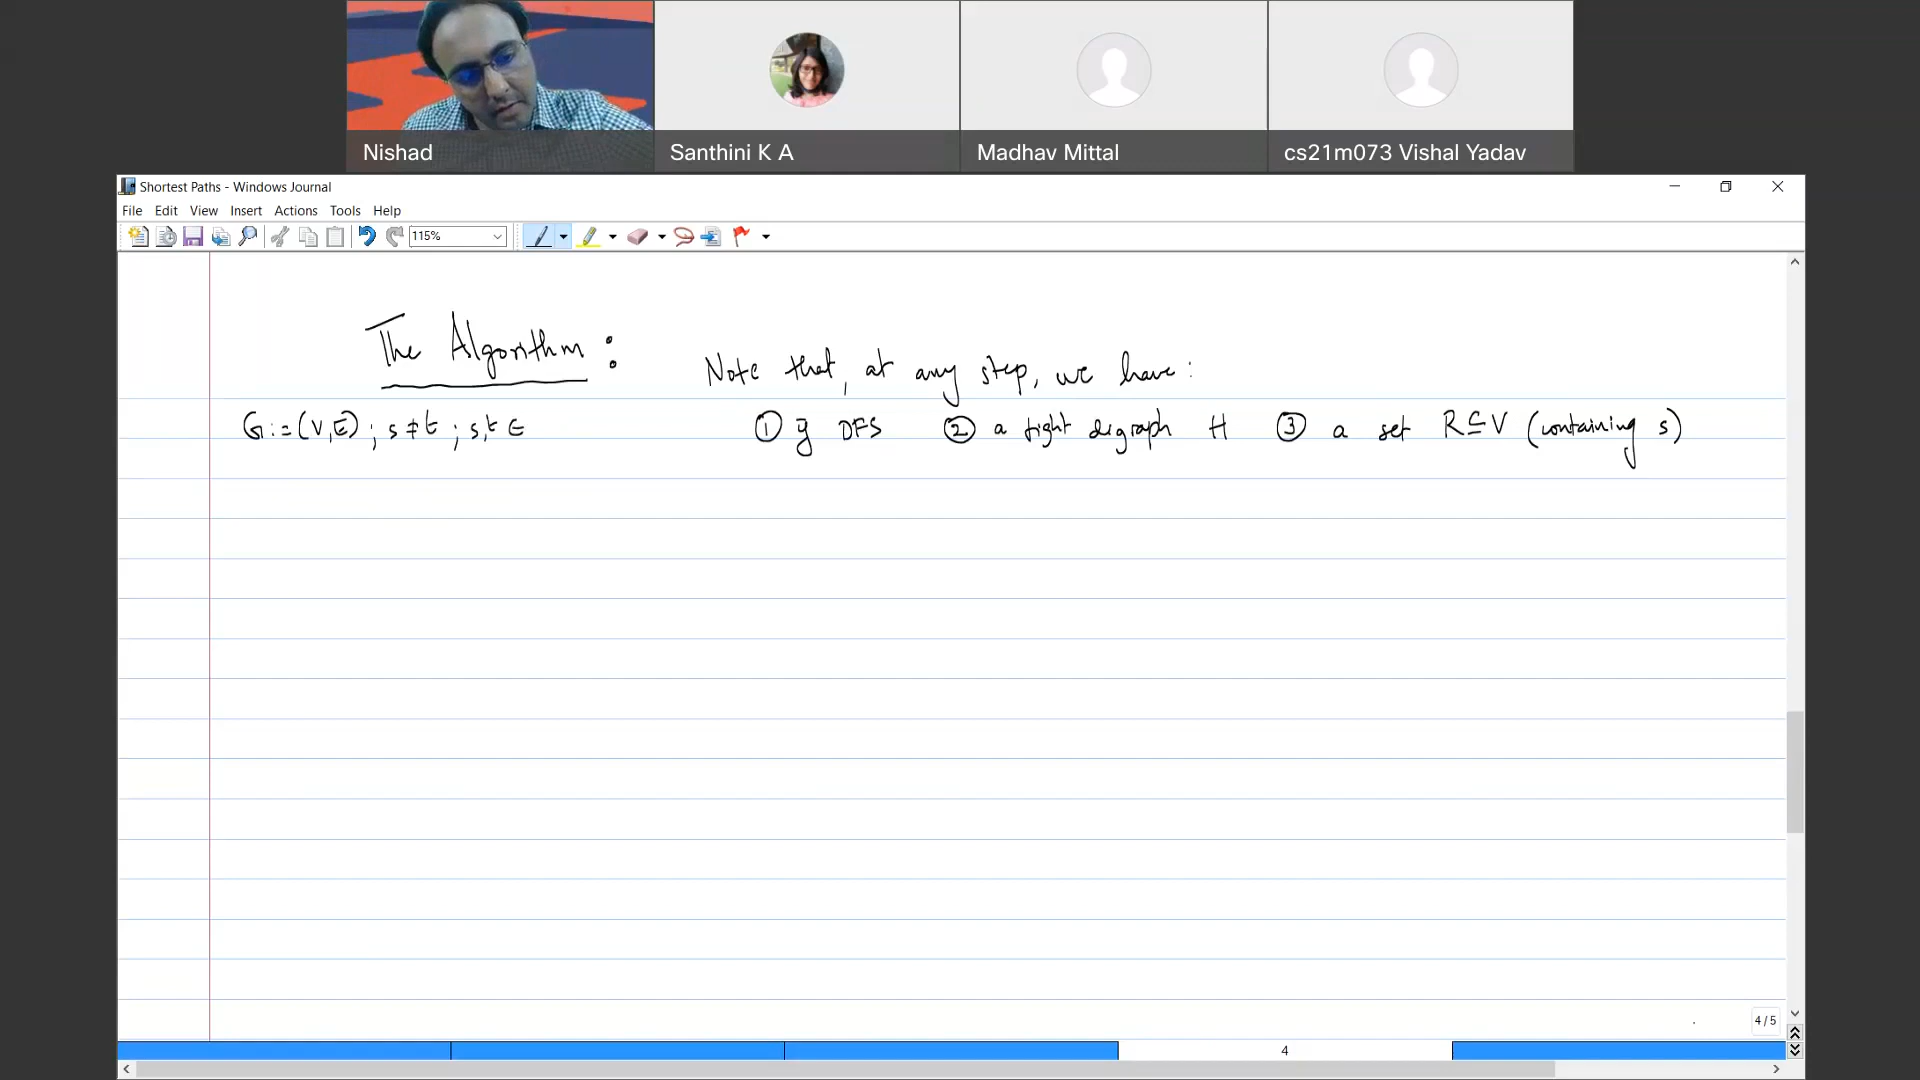 Nishad
Santhini K A
Madhav Mittal
cs21m073 Vishal Yadav
Shortest Paths - Windows Journal
File Edit View Insert Actions Tools Help
115%
The Algorithm :
Note that, at any step, we have :
G := (V,E) ; s ≠ t ; s,t ∈
① ȳ DFS ② a tight digraph H ③ a set R ⊆ V (containing s)
4 / 5
4